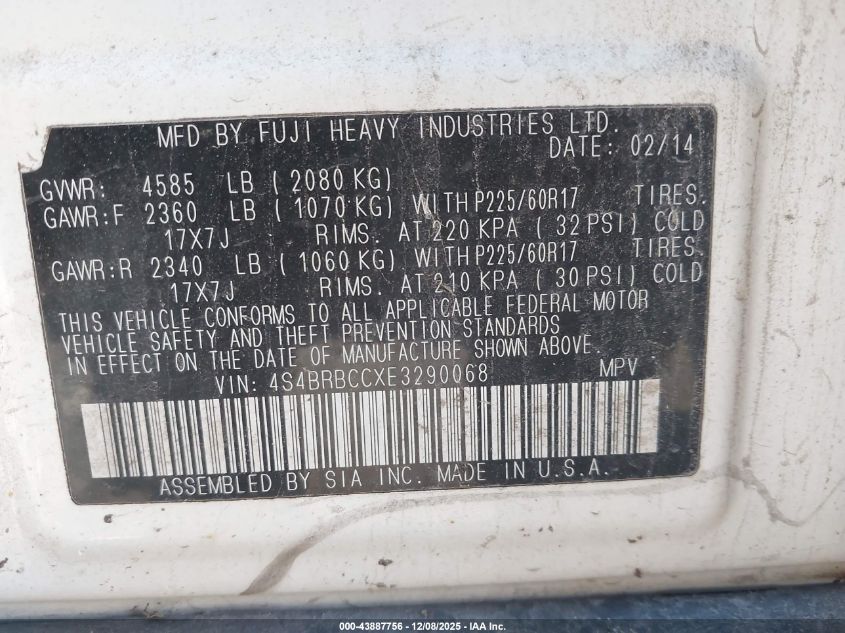 MFD BY FUJI HEAVY INDUSTRIES LTD.
DATE: 02/14
GVWR: 4585 LB ( 2080 KG)
GAWR:F 2360 LB ( 1070 KG) WITH P225/60R17 TIRES.
17X7J RIMS. AT 220 KPA ( 32 PSI) COLD
GAWR:R 2340 LB ( 1060 KG) WITH P225/60R17 TIRES.
17X7J RIMS. AT 210 KPA ( 30 PSI) COLD
THIS VEHICLE CONFORMS TO ALL APPLICABLE FEDERAL MOTOR
VEHICLE SAFETY AND THEFT PREVENTION STANDARDS
IN EFFECT ON THE DATE OF MANUFACTURE SHOWN ABOVE.
VIN: 4S4BRBCCXE3290068 MPV
ASSEMBLED BY SIA INC. MADE IN U.S.A.
000-43887756 - 12/08/2025 - IAA Inc.